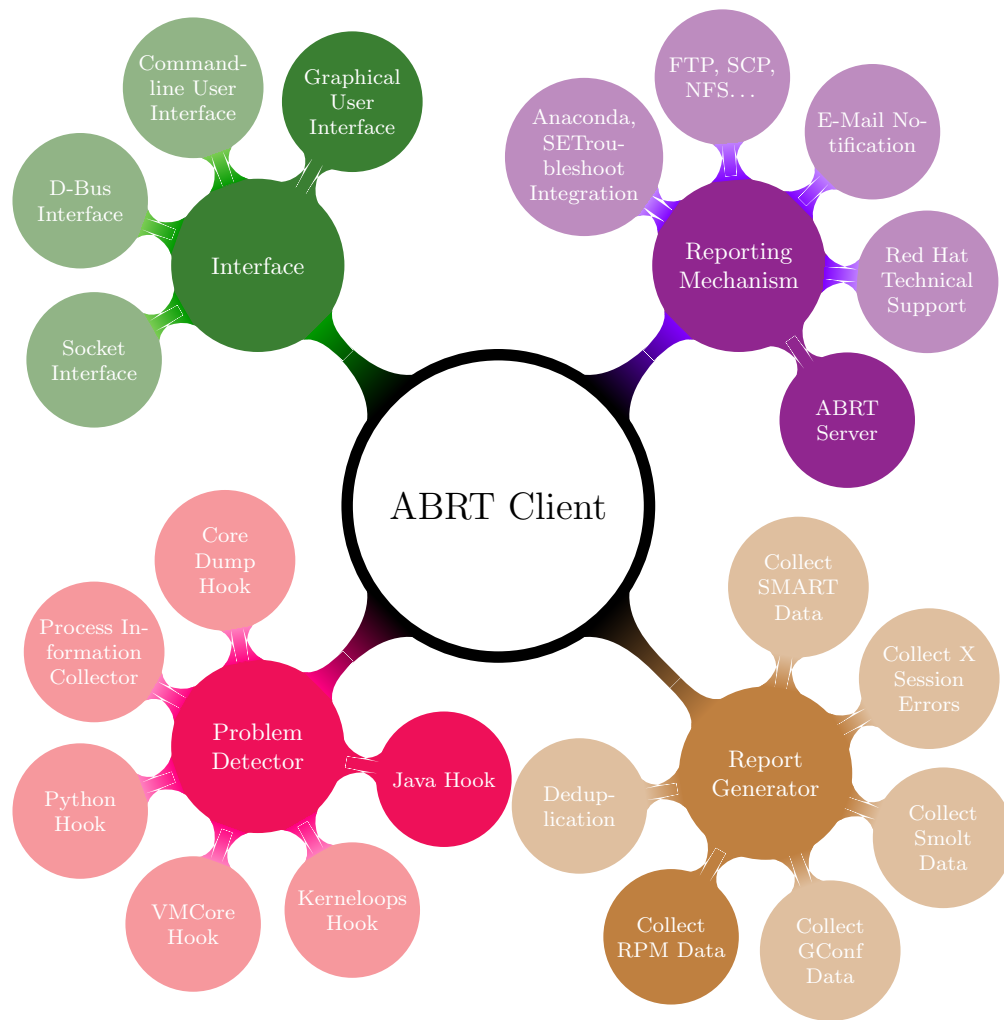 Command-
line User
Interface
Graphical
User
Interface
D-Bus
Interface
Interface
Socket
Interface
FTP, SCP,
NFS...
Anaconda,
SETrou-
bleshoot
Integration
E-Mail No-
tification
Reporting
Mechanism
Red Hat
Technical
Support
ABRT
Server
ABRT Client
Core
Dump
Hook
Process In-
formation
Collector
Problem
Detector
Java Hook
Python
Hook
VMCore
Hook
Kerneloops
Hook
Collect
SMART
Data
Collect X
Session
Errors
Report
Generator
Dedup-
lication
Collect
Smolt
Data
Collect
RPM Data
Collect
GConf
Data